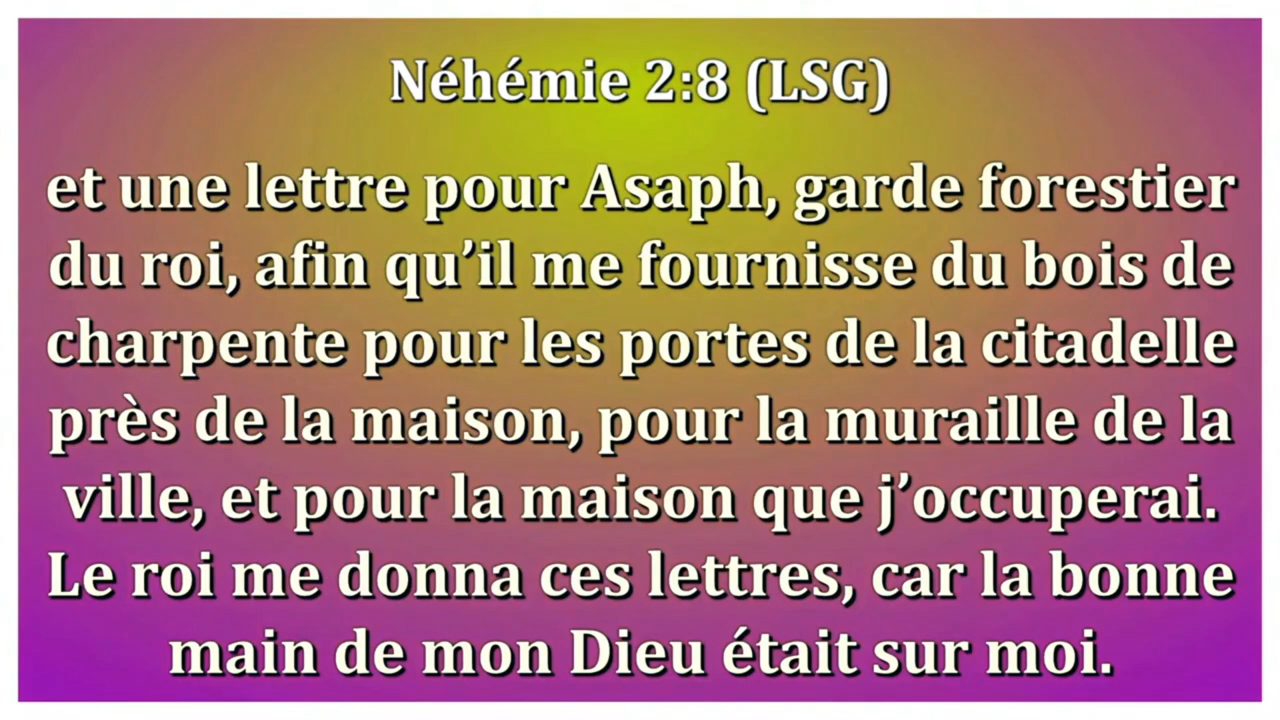 Néhémie 2:8 (LSG)
et une lettre pour Asaph, garde forestier
du roi, afin qu’il me fournisse du bois de
charpente pour les portes de la citadelle
près de la maison, pour la muraille de la
ville, et pour la maison que j’occuperai.
Le roi me donna ces lettres, car la bonne
main de mon Dieu était sur moi.